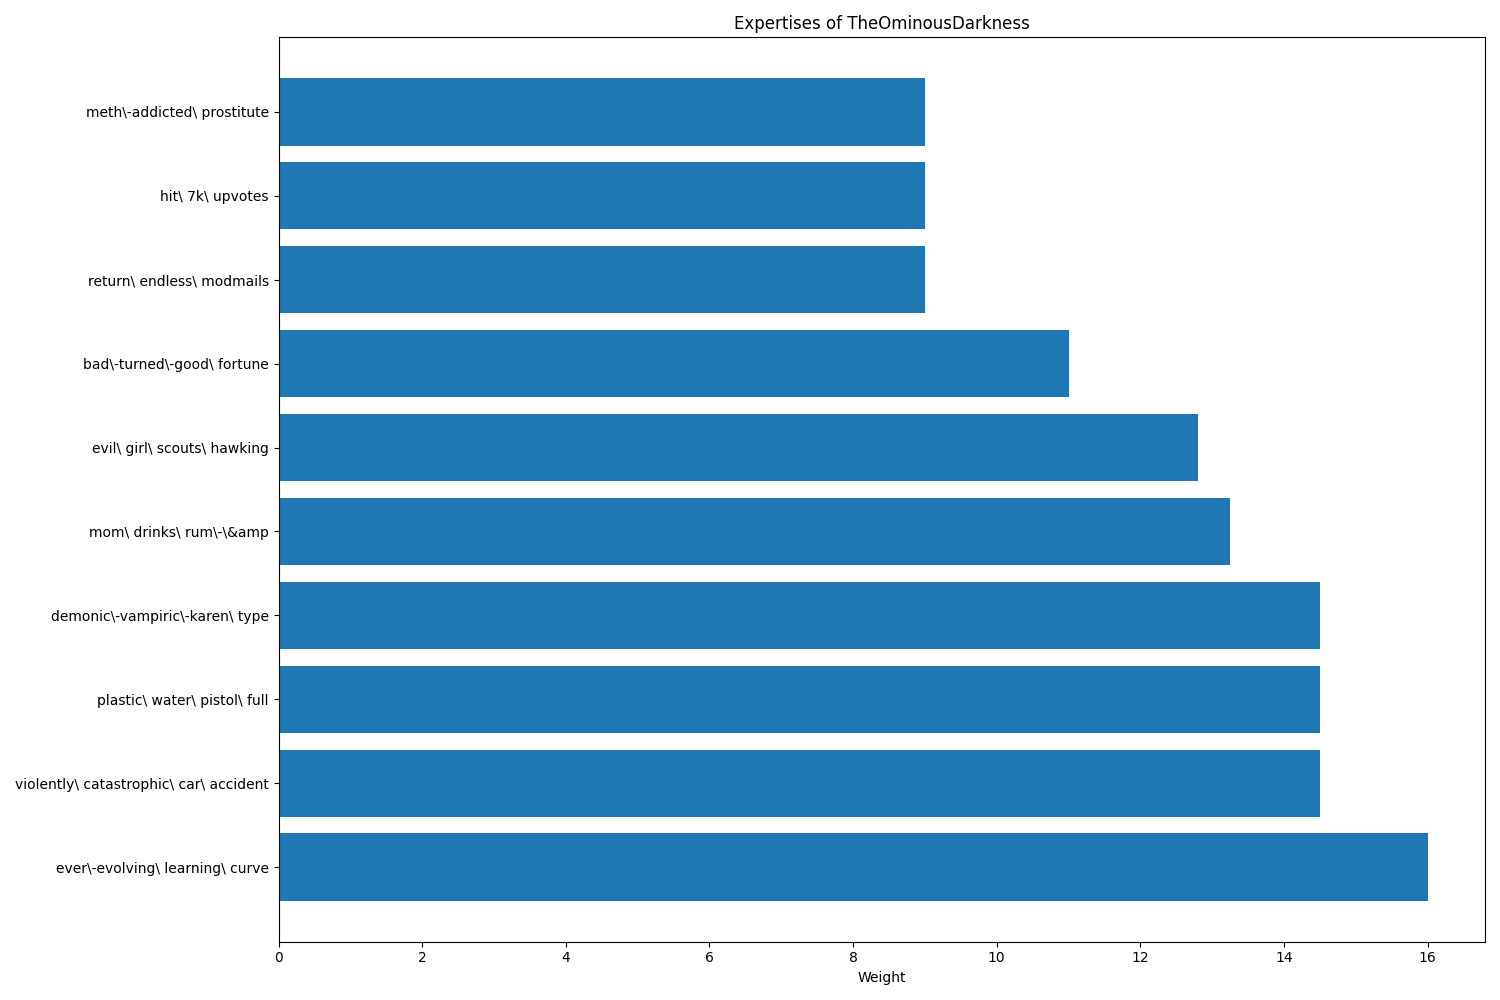 Expertises of TheOminousDarkness
meth\-addicted\ prostitute
hit\ 7k\ upvotes
return\ endless\ modmails
bad\-turned\-good\ fortune
evil\ girl\ scouts\ hawking
mom\ drinks\ rum\-\&amp
demonic\-vampiric\-karen\ type
plastic\ water\ pistol\ full
violently\ catastrophic\ car\ accident
ever\-evolving\ learning\ curve
0 2 4 6 8 10 12 14 16
Weight